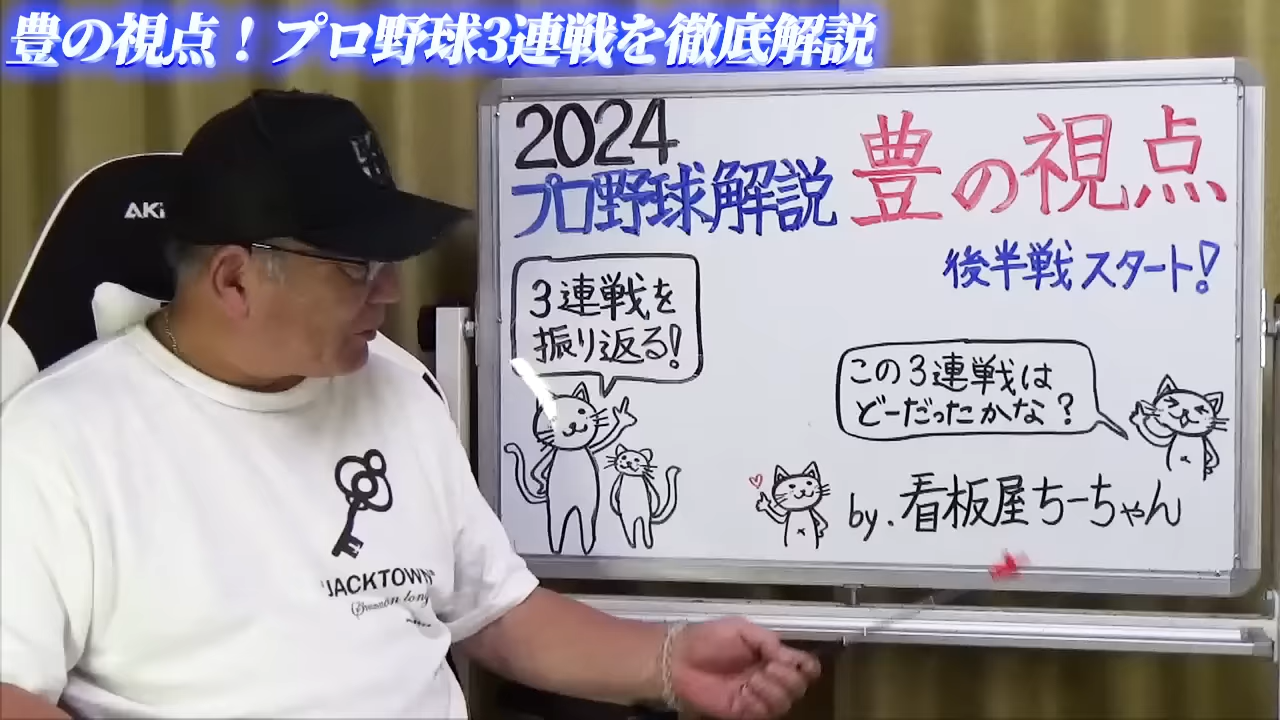 豊の視点！プロ野球3連戦を徹底解説
2024
プロ野球解説 豊の視点
後半戦スタート!
3連戦を
振り返る!
この3連戦は
どーだったかな?
by.看板屋ちーちゃん
AKi
"JACKTOWN"